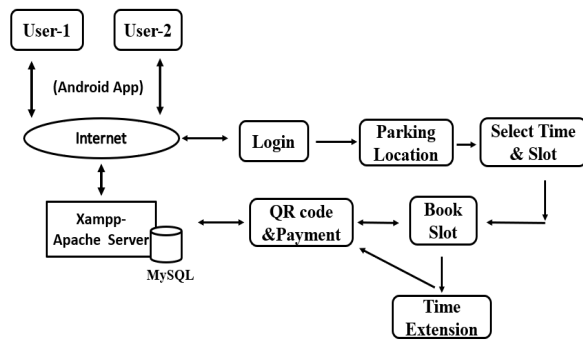 User-1
User-2
(Android App)
Internet
Login
Parking
Location
Select Time
& Slot
Xampp-
Apache Server
MySQL
QR code
&Payment
Book
Slot
Time
Extension